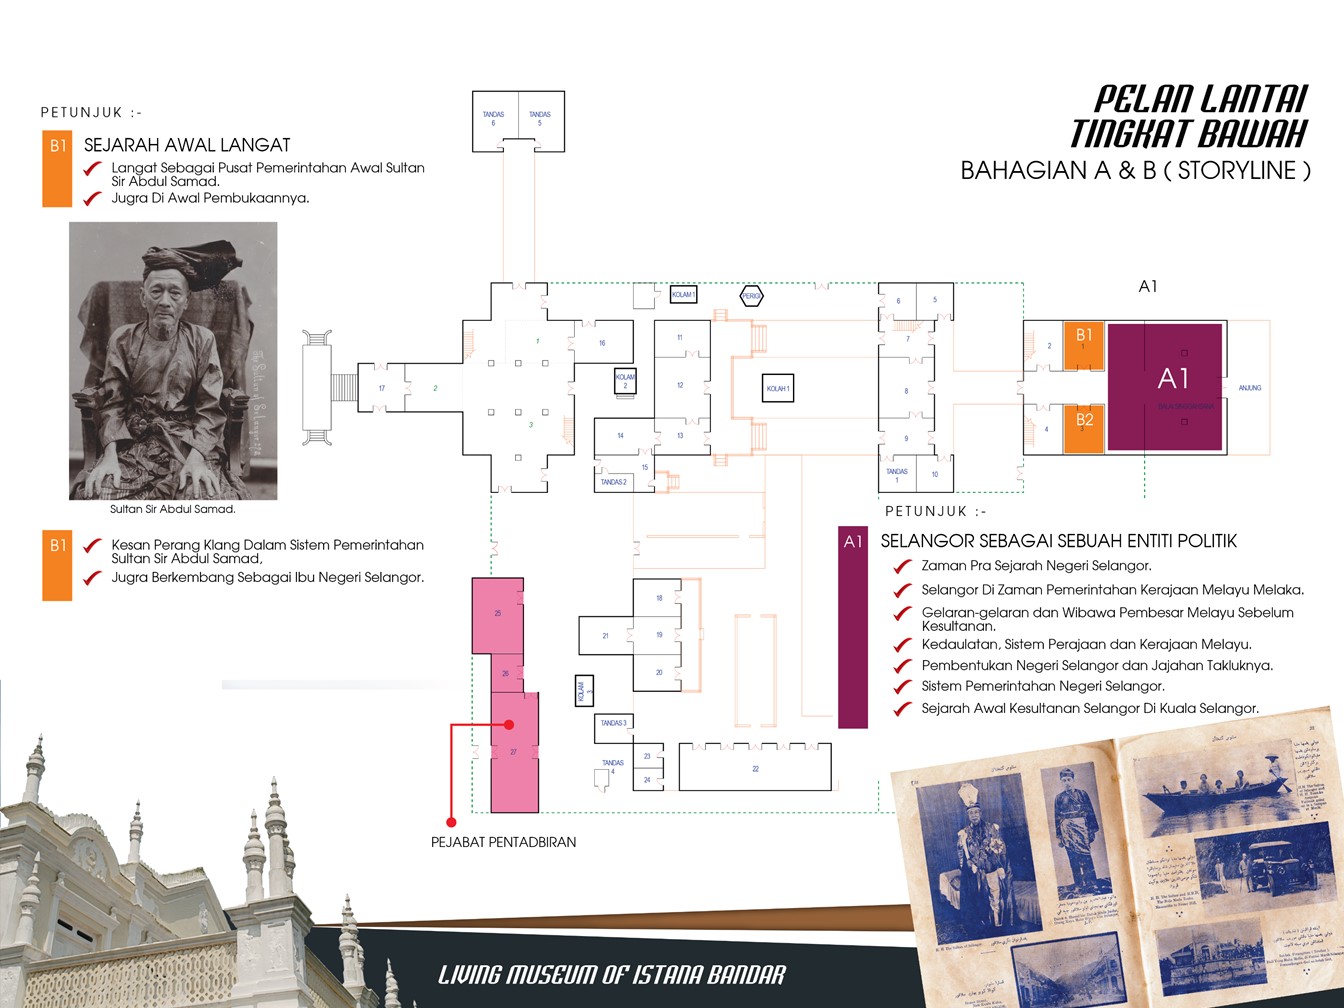 PELAN LANTAI
TINGKAT BAWAH
BAHAGIAN A & B ( STORYLINE )
PETUNJUK :-
B1
SEJARAH AWAL LANGAT
Langat Sebagai Pusat Pemerintahan Awal Sultan
Sir Abdul Samad.
Jugra Di Awal Pembukaannya.
Sultan Sir Abdul Samad.
B1
Kesan Perang Klang Dalam Sistem Pemerintahan
Sultan Sir Abdul Samad,
Jugra Berkembang Sebagai Ibu Negeri Selangor.
TANDAS
6
TANDAS
5
KOLAM 1
PERIGI
6
5
A1
1
16
11
7
2
B1
1
17
2
KOLAM
2
12
KOLAH 1
8
A1
ANJUNG
3
14
13
9
4
B2
15
TANDAS 2
TANDAS
1
10
PETUNJUK :-
A1
SELANGOR SEBAGAI SEBUAH ENTITI POLITIK
Zaman Pra Sejarah Negeri Selangor.
Selangor Di Zaman Pemerintahan Kerajaan Melayu Melaka.
Gelaran-gelaran dan Wibawa Pembesar Melayu Sebelum
Kesultanan.
Kedaulatan, Sistem Perajaan dan Kerajaan Melayu.
Pembentukan Negeri Selangor dan Jajahan Takluknya.
Sistem Pemerintahan Negeri Selangor.
Sejarah Awal Kesultanan Selangor Di Kuala Selangor.
25
18
21
19
26
20
KOLAM
3
27
TANDAS 3
TANDAS
4
23
24
22
PEJABAT PENTADBIRAN
LIVING MUSEUM OF ISTANA BANDAR